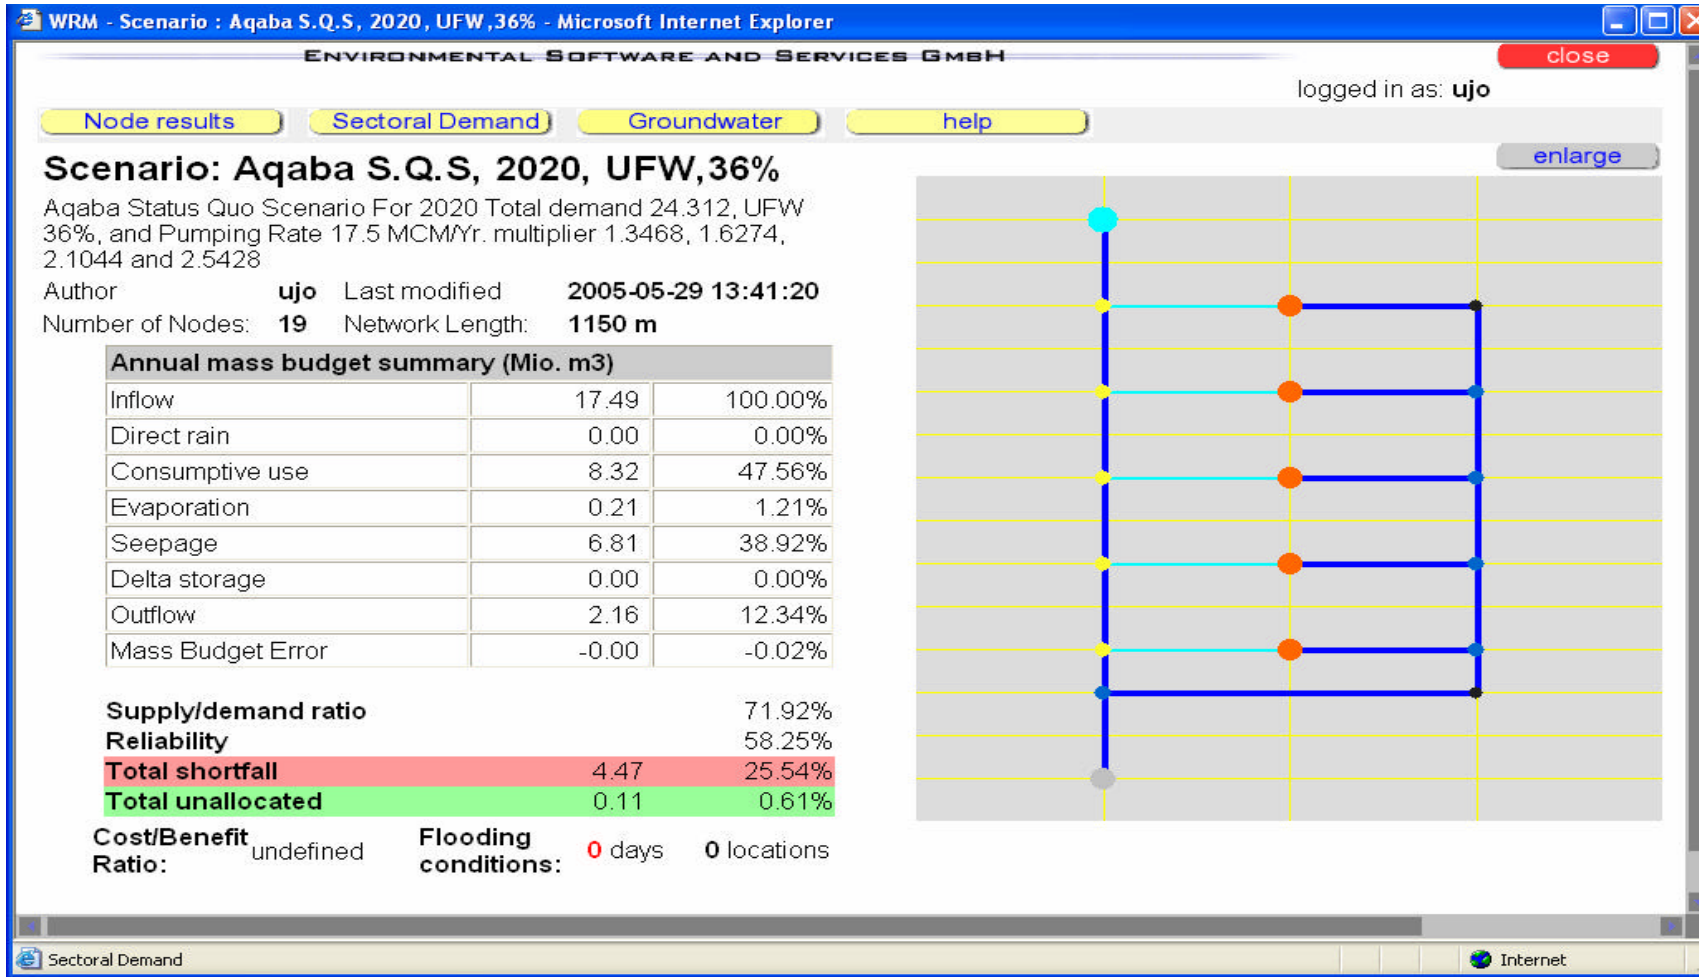 WRM - Scenario : Aqaba S.Q.S, 2020, UFW,36% - Microsoft Internet Explorer
ENVIRONMENTAL SOFTWARE AND SERVICES GMBH
close
logged in as: ujo
Node results Sectoral Demand Groundwater help
enlarge
Scenario: Aqaba S.Q.S, 2020, UFW,36%
Aqaba Status Quo Scenario For 2020 Total demand 24.312, UFW
36%, and Pumping Rate 17.5 MCM/Yr. multiplier 1.3468, 1.6274,
2.1044 and 2.5428
Author ujo Last modified 2005-05-29 13:41:20
Number of Nodes: 19 Network Length: 1150 m
Annual mass budget summary (Mio. m3)
Inflow 17.49 100.00%
Direct rain 0.00 0.00%
Consumptive use 8.32 47.56%
Evaporation 0.21 1.21%
Seepage 6.81 38.92%
Delta storage 0.00 0.00%
Outflow 2.16 12.34%
Mass Budget Error -0.00 -0.02%
Supply/demand ratio 71.92%
Reliability 58.25%
Total shortfall 4.47 25.54%
Total unallocated 0.11 0.61%
Cost/Benefit Ratio: undefined Flooding conditions: 0 days 0 locations
Sectoral Demand Internet